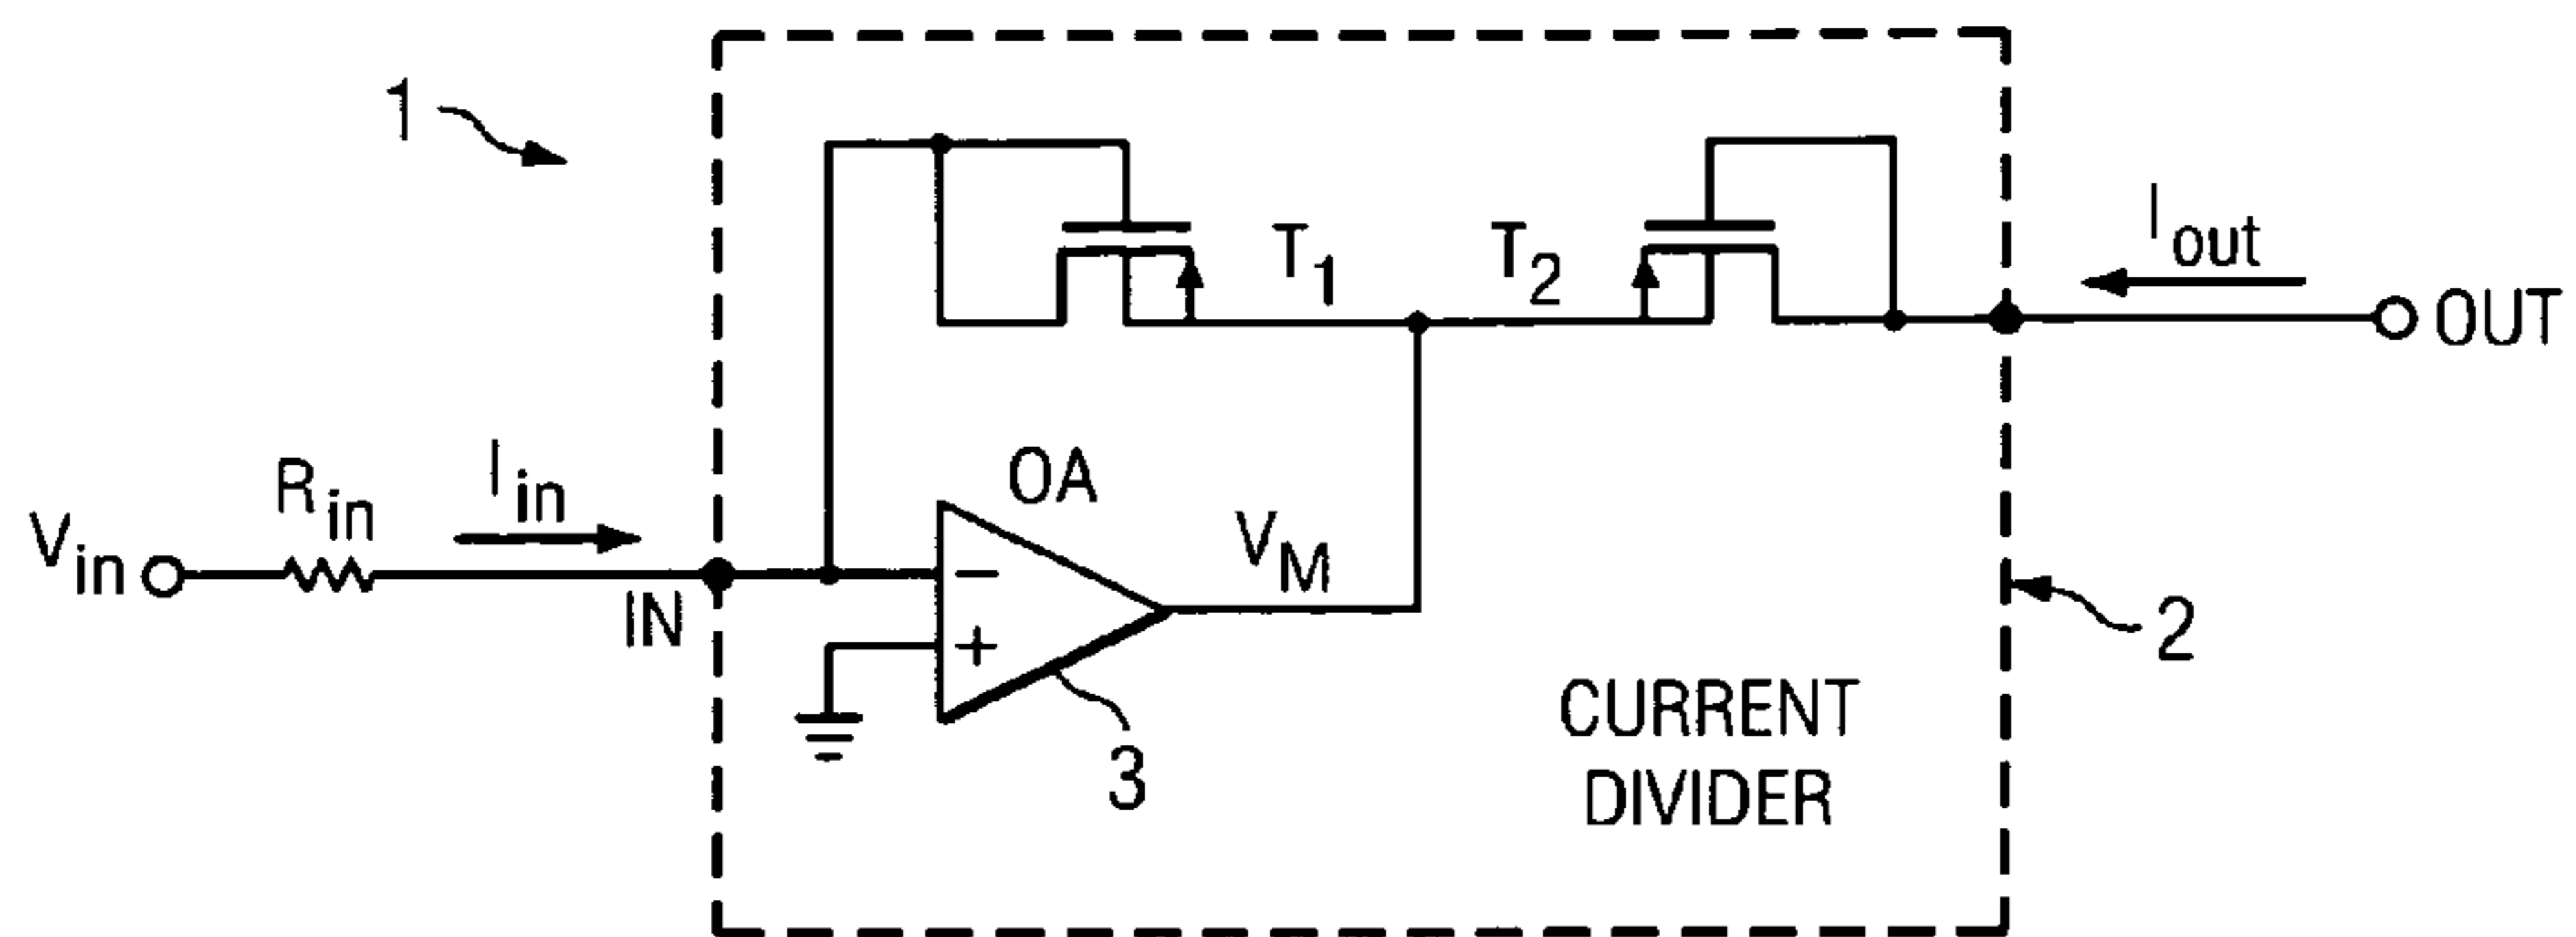 1
T1
T2
Iout
OUT
Vin
Rin
Iin
IN
OA
−
+
VM
3
2
CURRENT
DIVIDER